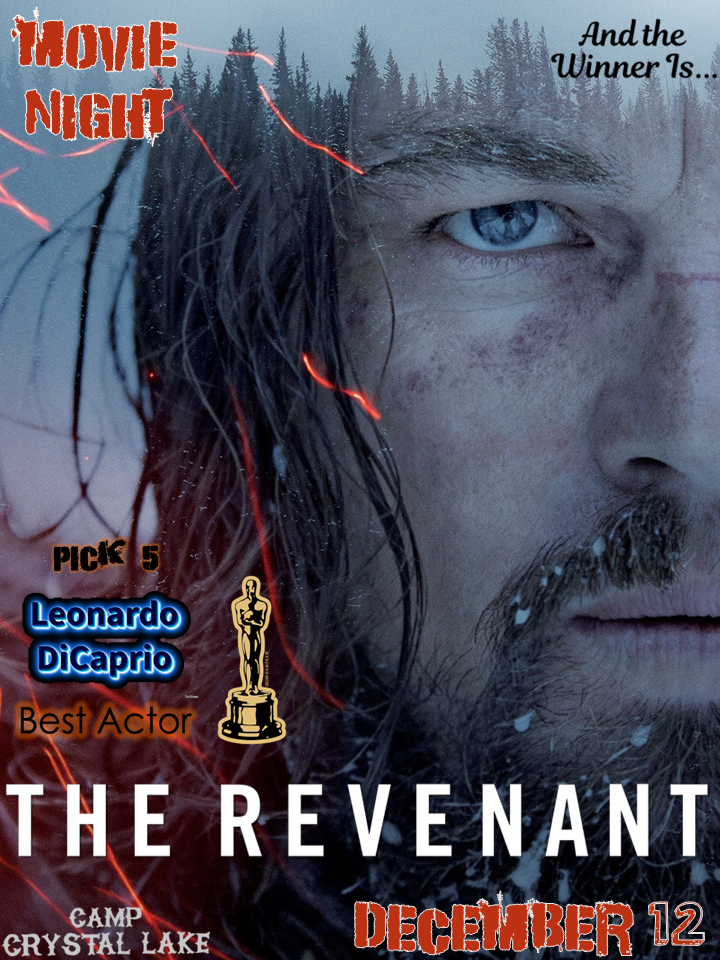 MOVIE
NIGHT
And the
Winner Is...
PICK 5
Leonardo
DiCaprio
Best Actor
THE REVENANT
CAMP
CRYSTAL LAKE
DECEMBER 12